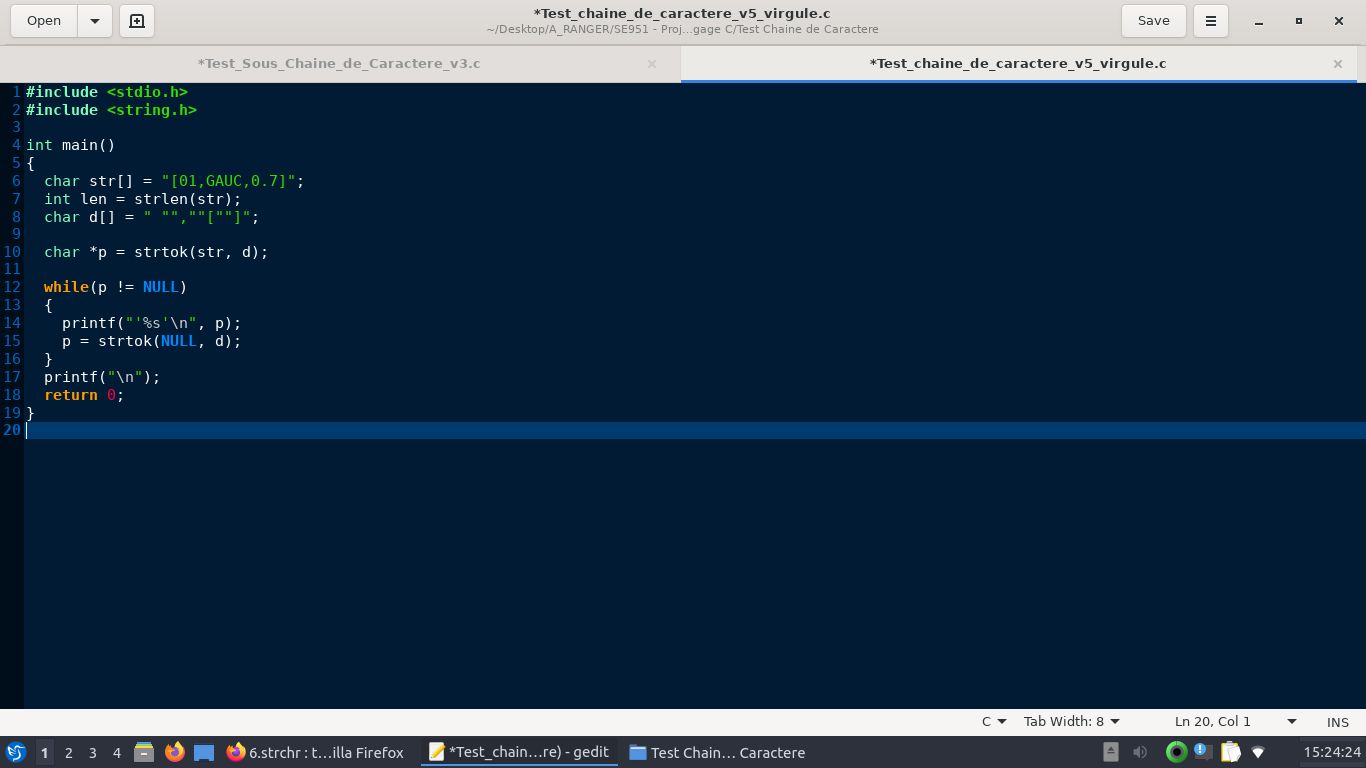 Open
*Test_chaine_de_caractere_v5_virgule.c
~/Desktop/A_RANGER/SE951 - Proj...gage C/Test Chaine de Caractere
Save
*Test_Sous_Chaine_de_Caractere_v3.c
*Test_chaine_de_caractere_v5_virgule.c
1 #include <stdio.h>
2 #include <string.h>
3
4 int main()
5 {
6   char str[] = "[01,GAUC,0.7]";
7   int len = strlen(str);
8   char d[] = " "",""[""]";
9
10   char *p = strtok(str, d);
11
12   while(p != NULL)
13   {
14     printf("'%s'\n", p);
15     p = strtok(NULL, d);
16   }
17   printf("\n");
18   return 0;
19 }
20
C
Tab Width: 8
Ln 20, Col 1
INS
1 2 3 4
6.strchr : t...illa Firefox
*Test_chain...re) - gedit
Test Chain... Caractere
15:24:24